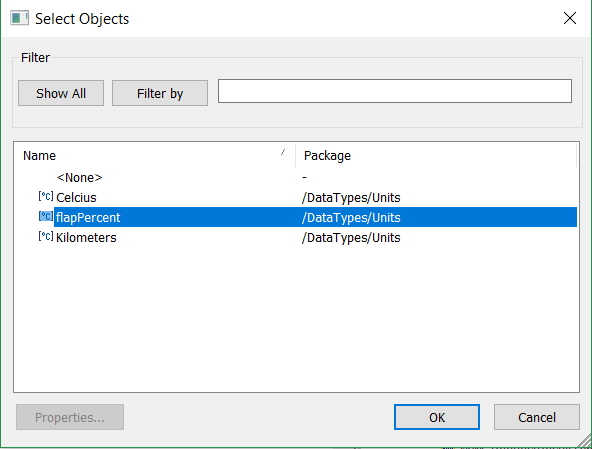 Select Objects
Filter
Show All Filter by
Name / Package
<None> -
[°C] Celcius /DataTypes/Units
[°C] flapPercent /DataTypes/Units
[°C] Kilometers /DataTypes/Units
Properties... OK Cancel